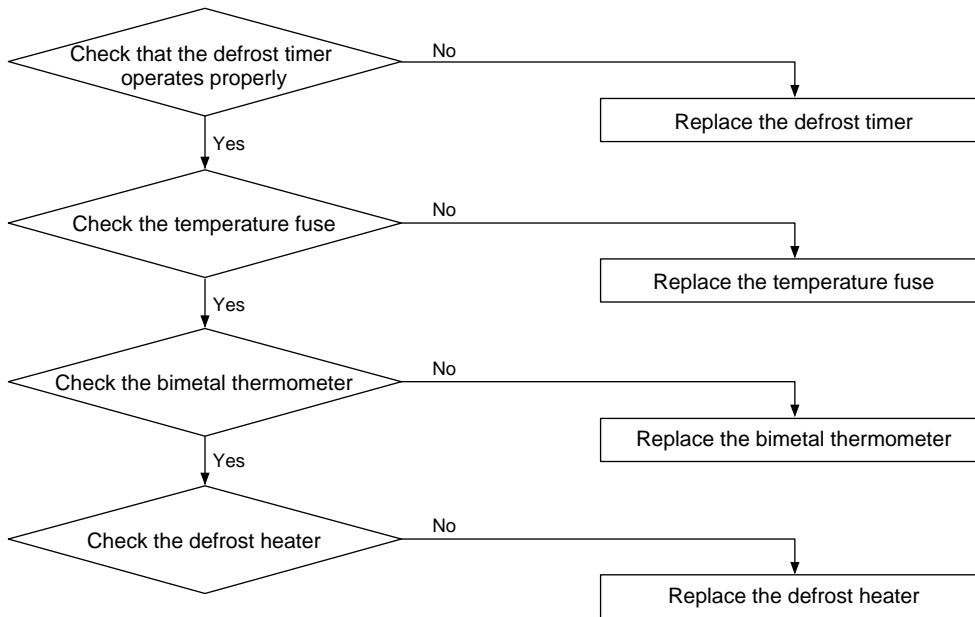 Check that the defrost timer
operates properly
No
Replace the defrost timer
Yes
Check the temperature fuse
No
Replace the temperature fuse
Yes
Check the bimetal thermometer
No
Replace the bimetal thermometer
Yes
Check the defrost heater
No
Replace the defrost heater